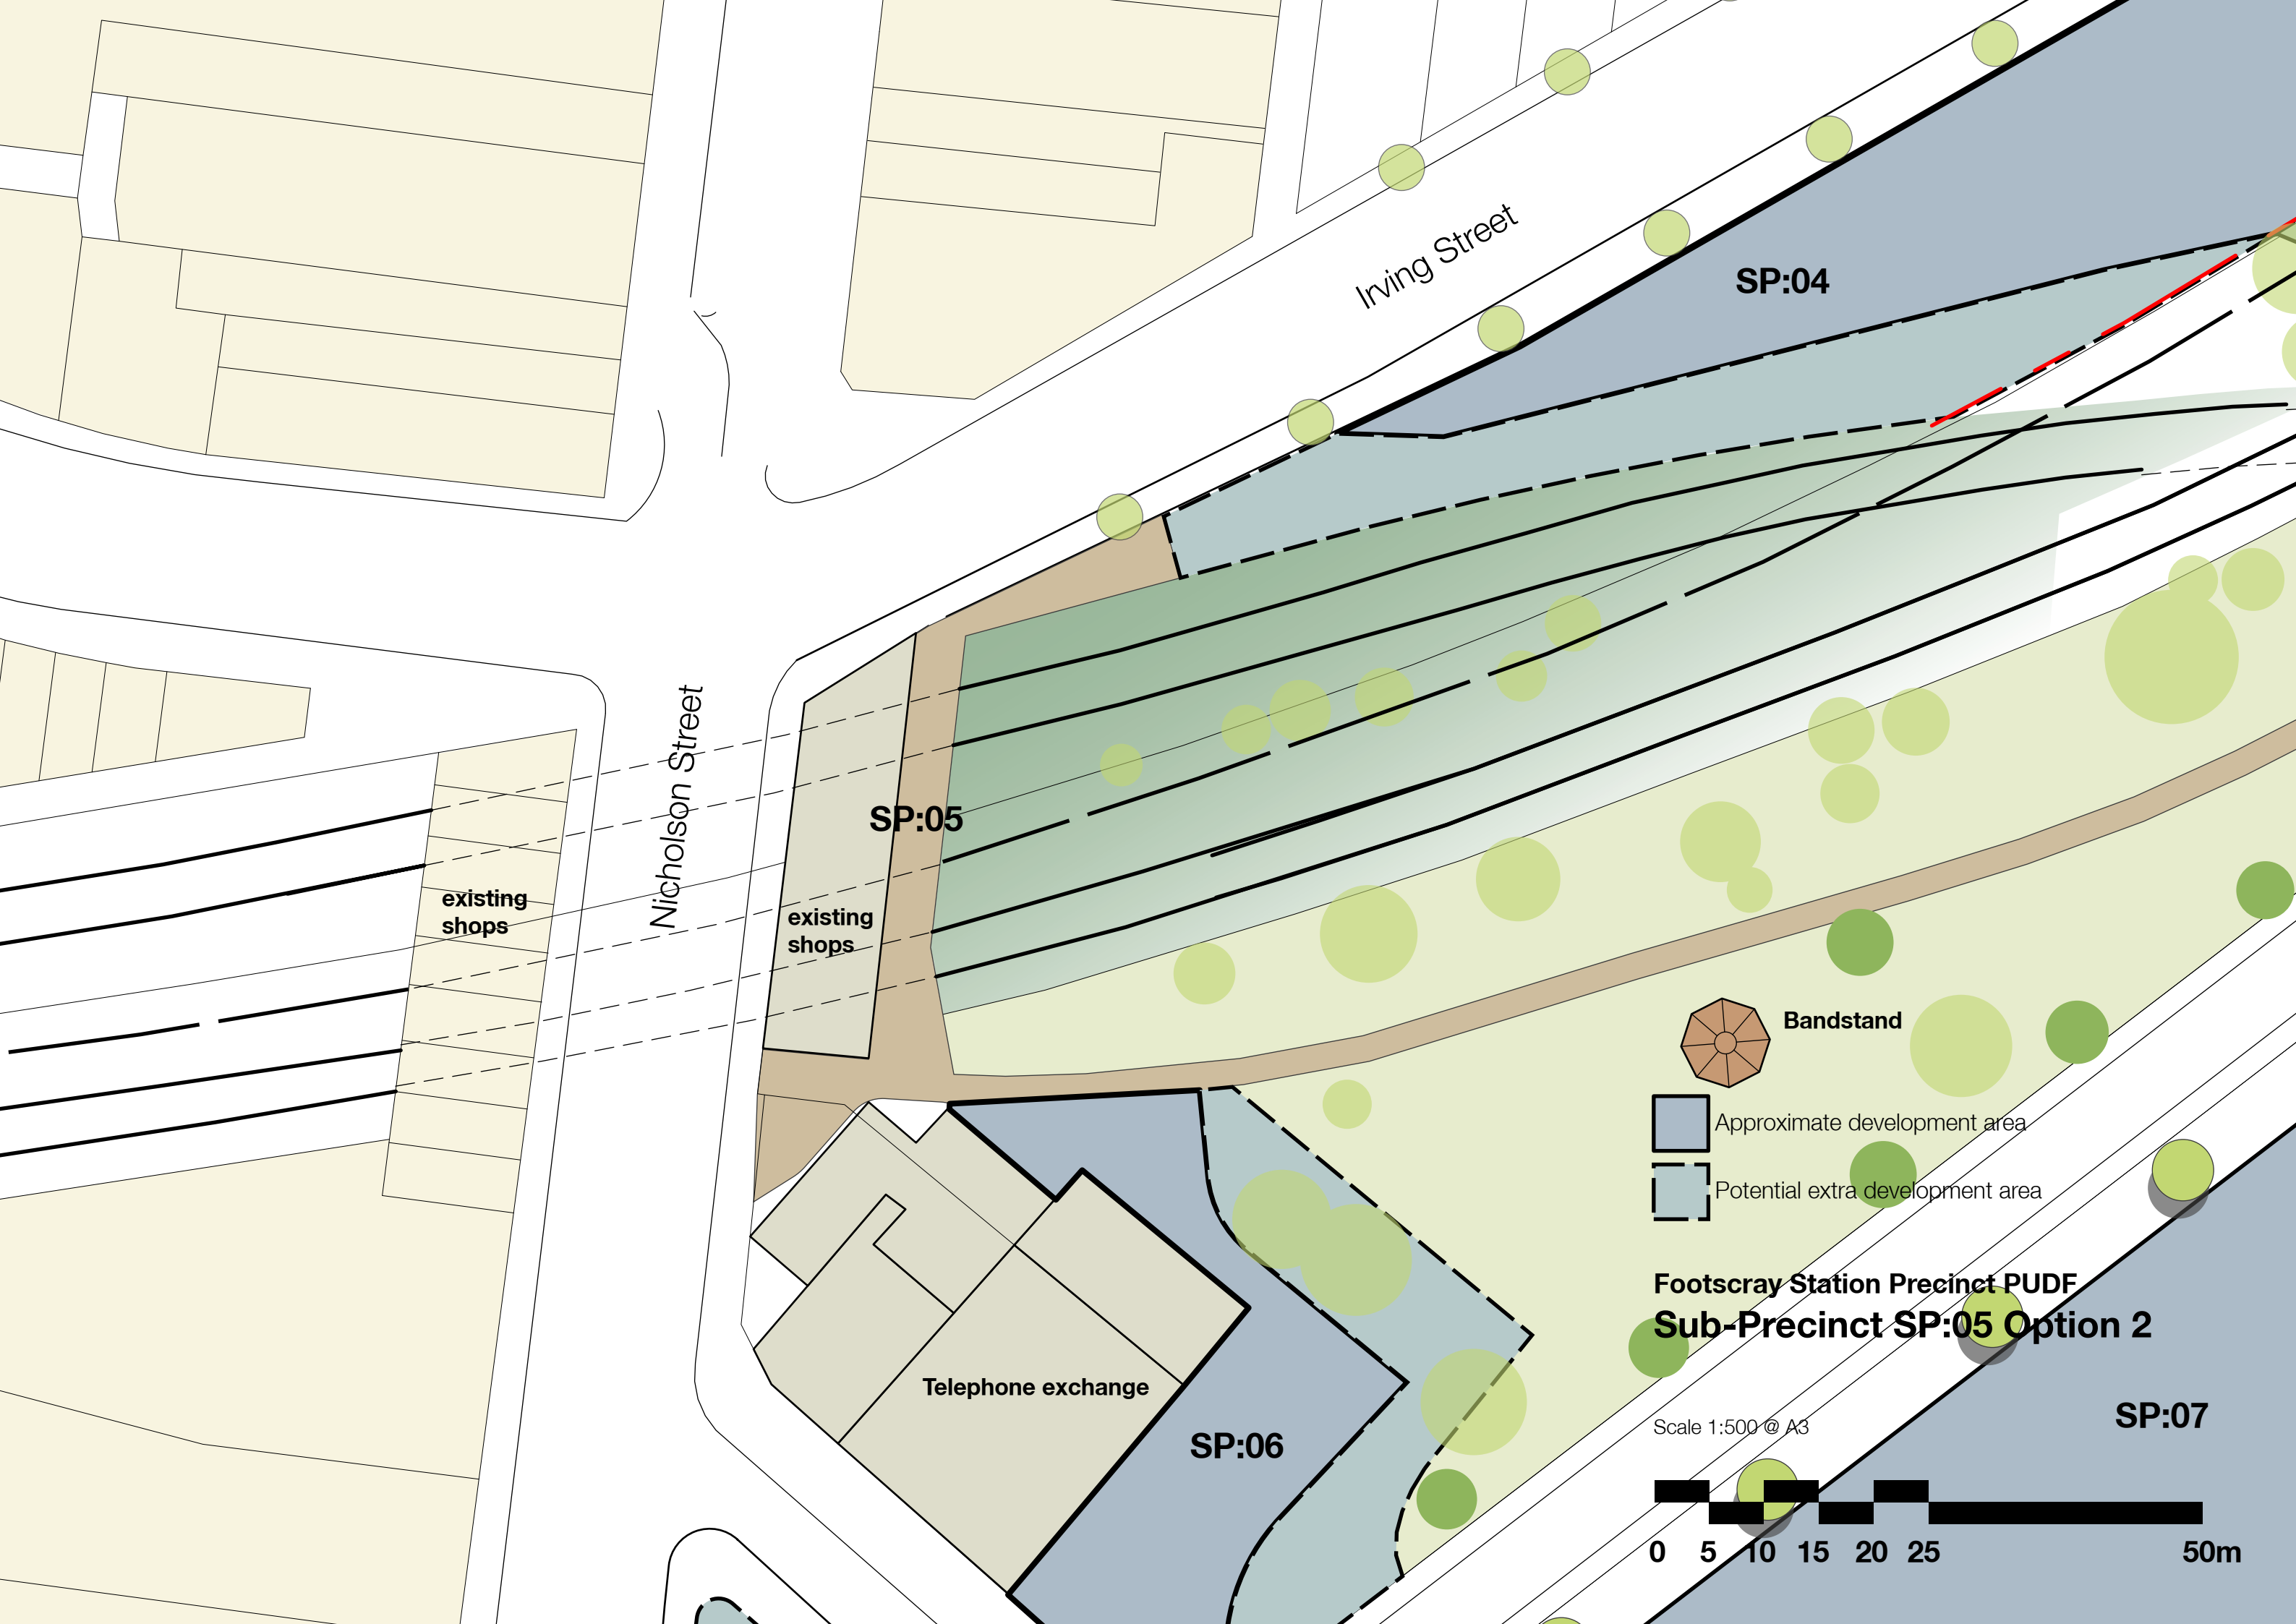 Irving Street
SP:04
Nicholson Street
SP:05
existing
shops
existing
shops
Bandstand
Approximate development area
Potential extra development area
Footscray Station Precinct PUDF
Sub-Precinct SP:05 Option 2
Telephone exchange
SP:06
SP:07
Scale 1:500 @ A3
0 5 10 15 20 25 50m